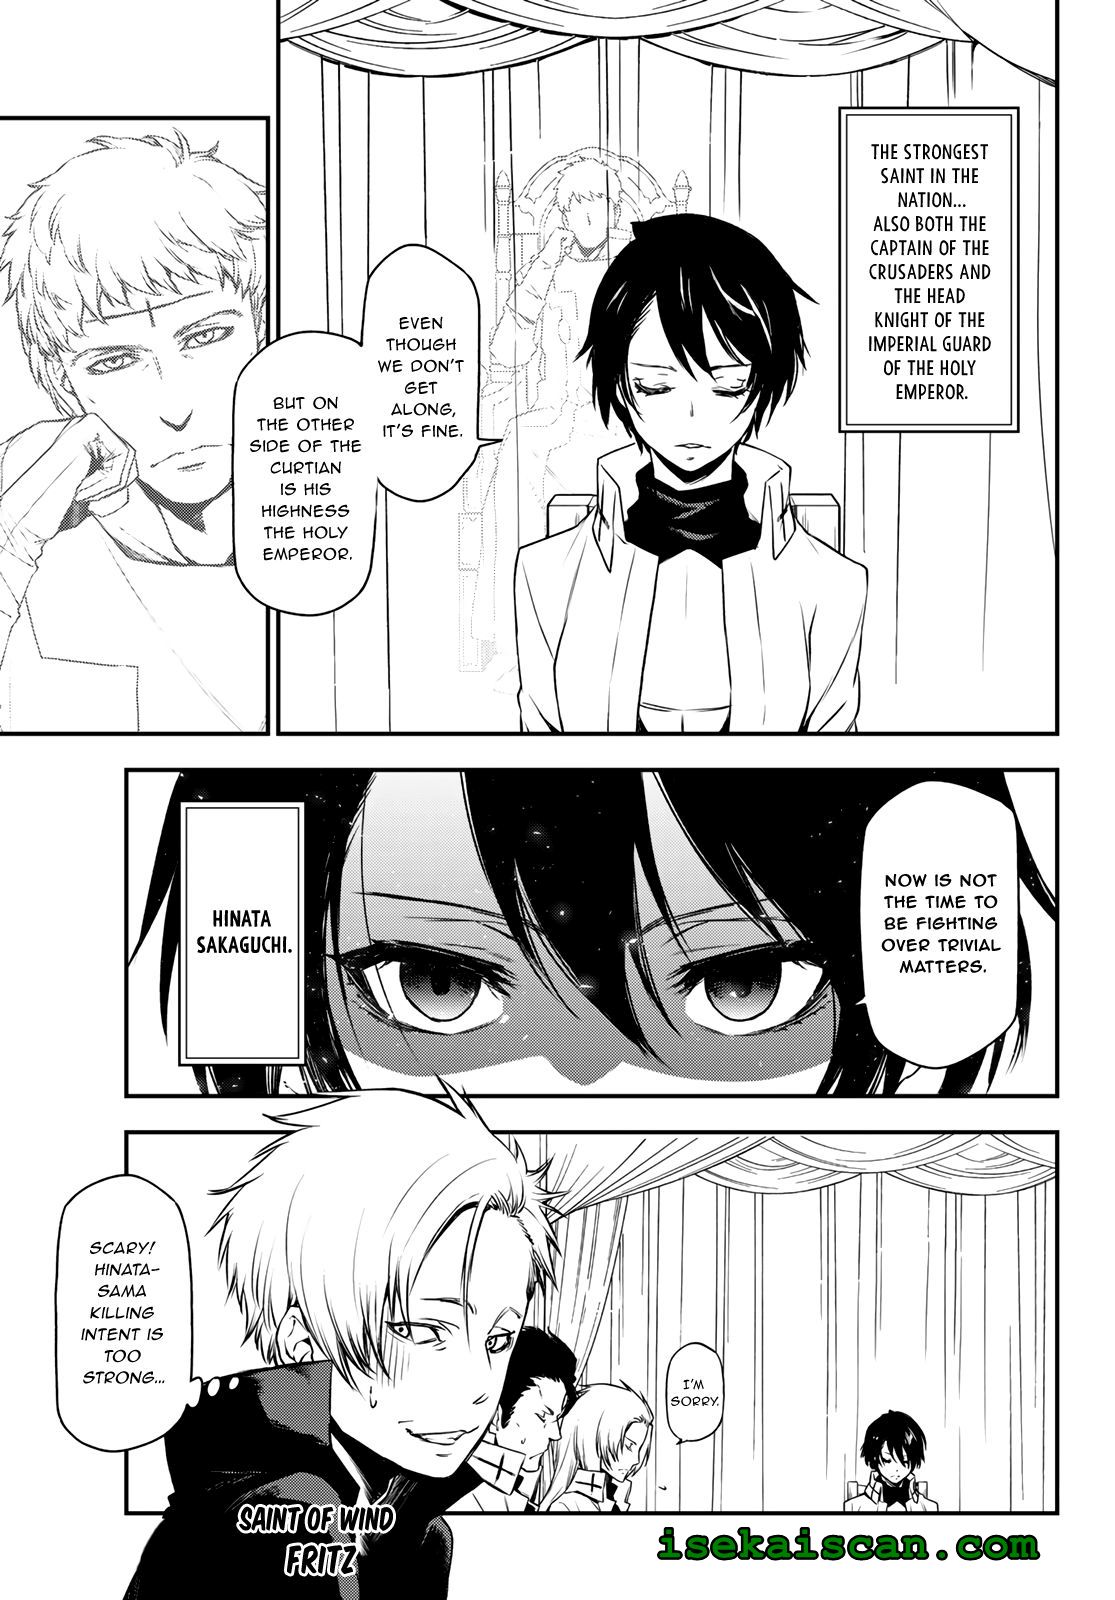 THE STRONGEST
SAINT IN THE
NATION...
ALSO BOTH THE
CAPTAIN OF THE
CRUSADERS AND
THE HEAD
KNIGHT OF THE
IMPERIAL GUARD
OF THE HOLY
EMPEROR.
EVEN
THOUGH
WE DON'T
GET
ALONG,
IT'S FINE.
BUT ON
THE OTHER
SIDE OF THE
CURTIAN
IS HIS
HIGHNESS
THE HOLY
EMPEROR.
NOW IS NOT
THE TIME TO
BE FIGHTING
OVER TRIVIAL
MATTERS.
HINATA
SAKAGUCHI.
I'M
SORRY.
SCARY!
HINATA-
SAMA
KILLING
INTENT IS
TOO
STRONG...
SAINT OF WIND
FRITZ
isekaiscan.com